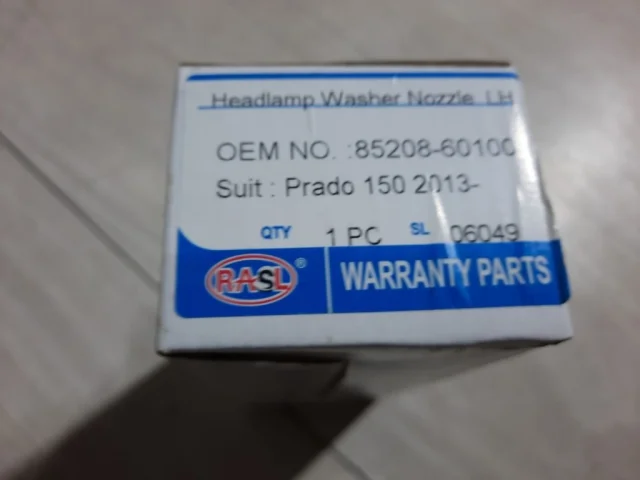 Headlamp Washer Nozzle LH
OEM NO. :85208-60100
Suit : Prado 150 2013-
QTY 1 PC SL 06049
RASL ® WARRANTY PARTS